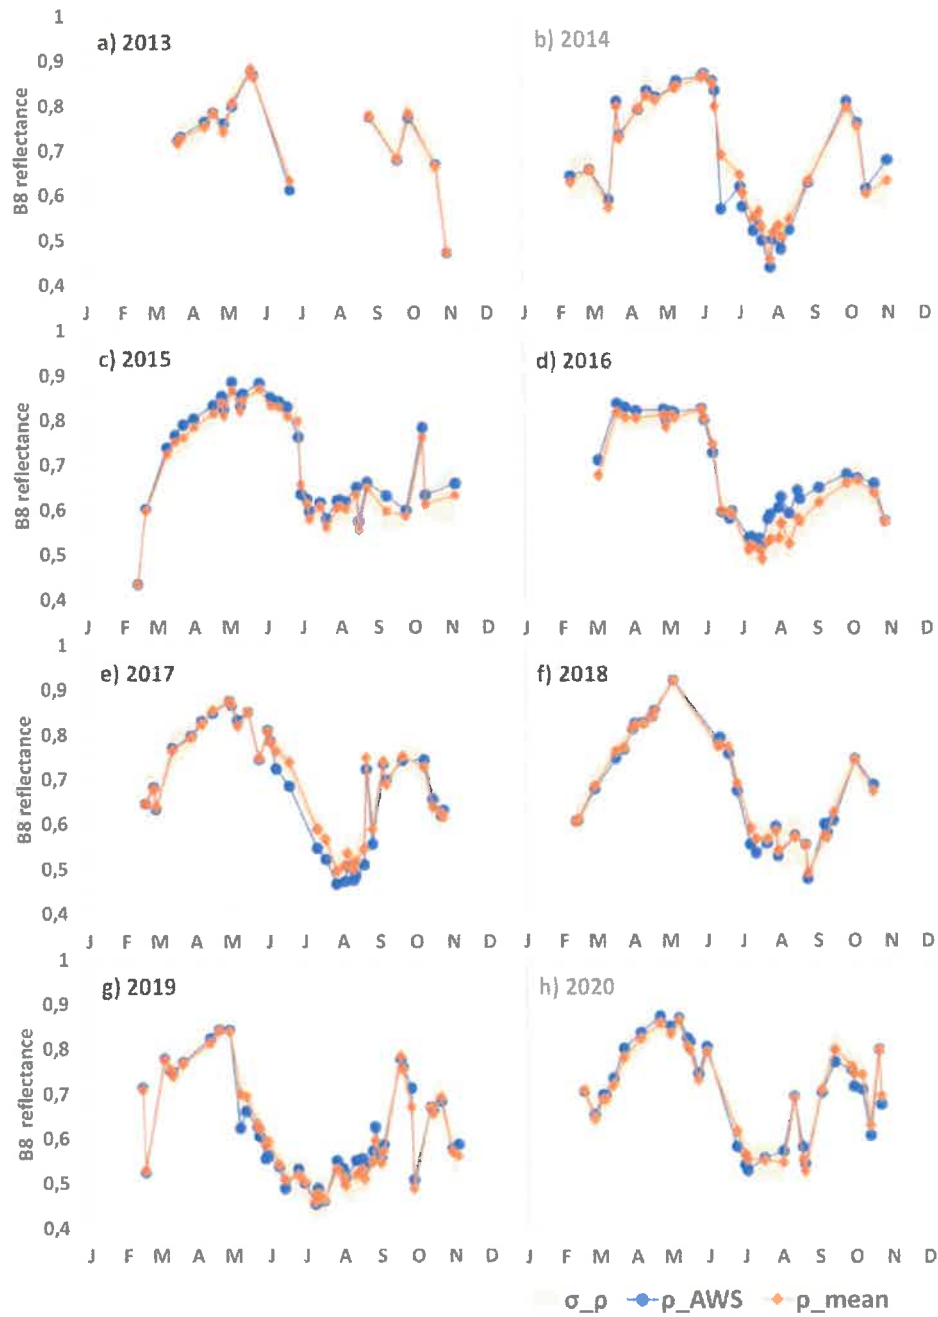 a) 2013
b) 2014
B8 reflectance
1
0,9
0,8
0,7
0,6
0,5
0,4
J F M A M J J A S O N D
J F M A M J J A S O N D
c) 2015
d) 2016
B8 reflectance
1
0,9
0,8
0,7
0,6
0,5
0,4
J F M A M J J A S O N D
J F M A M J J A S O N D
e) 2017
f) 2018
B8 reflectance
1
0,9
0,8
0,7
0,6
0,5
0,4
J F M A M J J A S O N D
J F M A M J J A S O N D
g) 2019
h) 2020
B8 reflectance
1
0,9
0,8
0,7
0,6
0,5
0,4
J F M A M J J A S O N D
J F M A M J J A S O N D
σ_ρ ρ_AWS ρ_mean